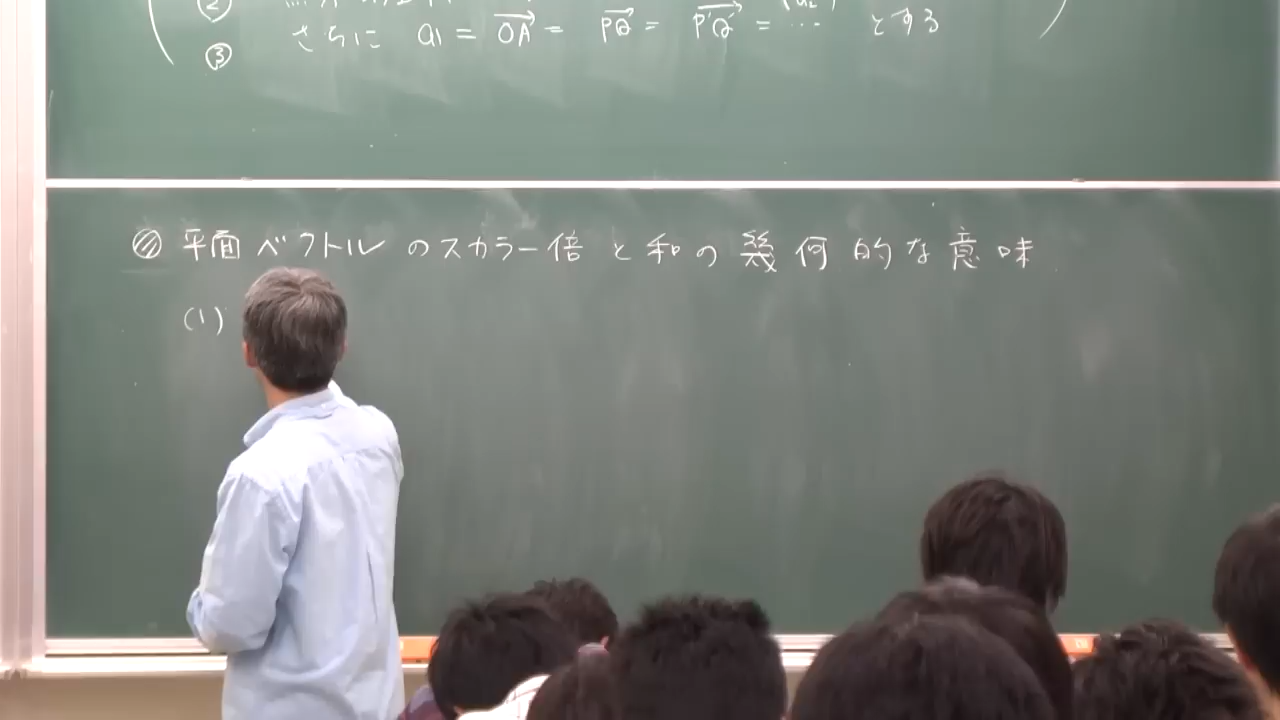 ②
③ さらに a1 = OA = PQ = P'Q' = ... とする
◎ 平面ベクトルのスカラー倍と和の幾何的な意味
(1)